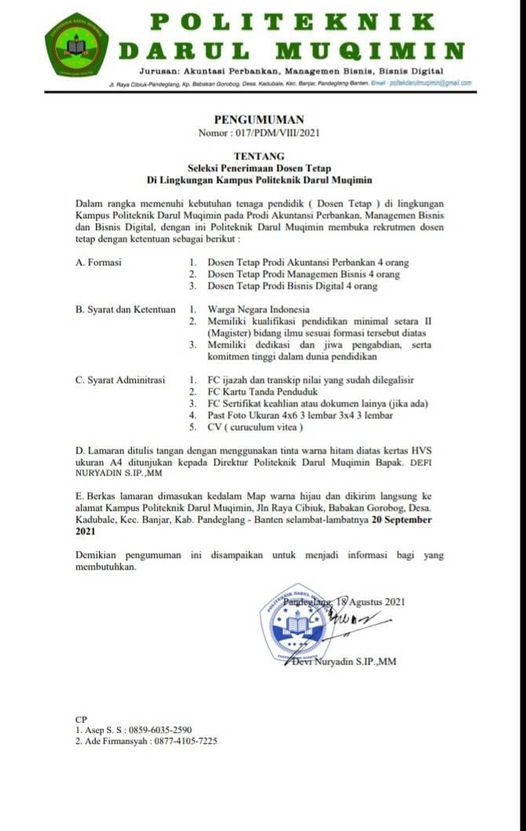 POLITEKNIK
DARUL MUQIMIN
Jurusan: Akuntasi Perbankan, Managemen Bisnis, Bisnis Digital
Jl. Raya Cibiuk-Pandeglang, Kp. Babakan Gorobog, Desa. Kadubale, Kec. Banjar, Pandeglang-Banten. Email : poltekdarulmuqimin@gmail.com
PENGUMUMAN
Nomor : 017/PDM/VIII/2021
TENTANG
Seleksi Penerimaan Dosen Tetap
Di Lingkungan Kampus Politeknik Darul Muqimin
Dalam rangka memenuhi kebutuhan tenaga pendidik ( Dosen Tetap ) di lingkungan
Kampus Politeknik Darul Muqimin pada Prodi Akuntansi Perbankan, Managemen Bisnis
dan Bisnis Digital, dengan ini Politeknik Darul Muqimin membuka rekrutmen dosen
tetap dengan ketentuan sebagai berikut :
A. Formasi 1. Dosen Tetap Prodi Akuntansi Perbankan 4 orang
2. Dosen Tetap Prodi Managemen Bisnis 4 orang
3. Dosen Tetap Prodi Bisnis Digital 4 orang
B. Syarat dan Ketentuan 1. Warga Negara Indonesia
2. Memiliki kualifikasi pendidikan minimal setara II
(Magister) bidang ilmu sesuai formasi tersebut diatas
3. Memiliki dedikasi dan jiwa pengabdian, serta
komitmen tinggi dalam dunia pendidikan
C. Syarat Adminitrasi 1. FC ijazah dan transkip nilai yang sudah dilegalisir
2. FC Kartu Tanda Penduduk
3. FC Sertifikat keahlian atau dokumen lainya (jika ada)
4. Past Foto Ukuran 4x6 3 lembar 3x4 3 lembar
5. CV ( curuculum vitea )
D. Lamaran ditulis tangan dengan menggunakan tinta warna hitam diatas kertas HVS
ukuran A4 ditunjukan kepada Direktur Politeknik Darul Muqimin Bapak. DEFI
NURYADIN S.IP.,MM
E. Berkas lamaran dimasukan kedalam Map warna hijau dan dikirim langsung ke
alamat Kampus Politeknik Darul Muqimin, Jln Raya Cibiuk, Babakan Gorobog, Desa.
Kadubale, Kec. Banjar, Kab. Pandeglang - Banten selambat-lambatnya 20 September
2021
Demikian pengumuman ini disampaikan untuk menjadi informasi bagi yang
membutuhkan.
Pandeglang, 18 Agustus 2021
Devi Nuryadin S.IP.,MM
CP
1. Asep S. S : 0859-6035-2590
2. Ade Firmansyah : 0877-4105-7225